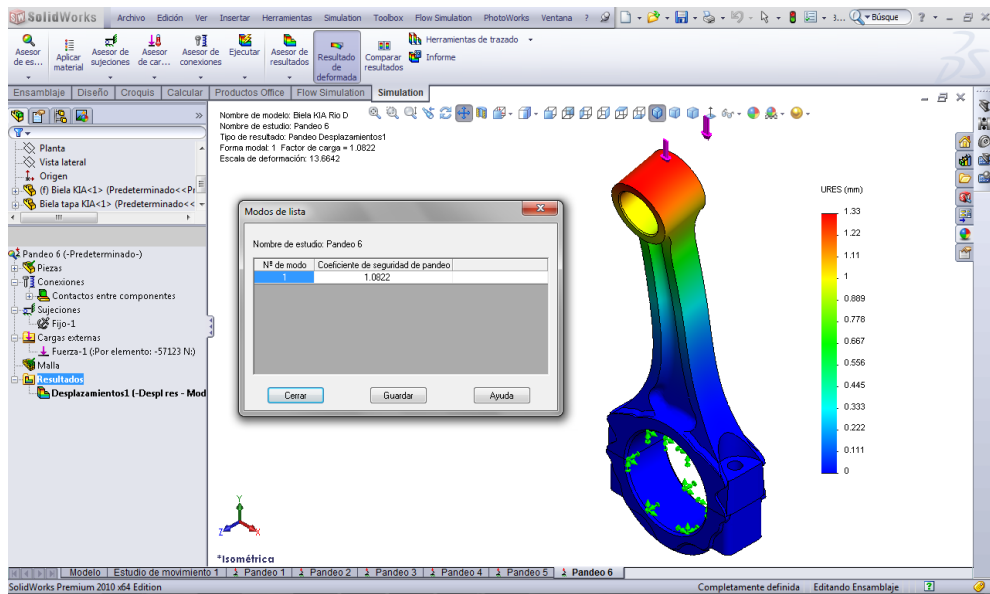 SolidWorks Archivo Edición Ver Insertar Herramientas Simulation Toolbox Flow Simulation PhotoWorks Ventana ? 3... Búsque
Asesor de es... Aplicar material Asesor de sujeciones Asesor de car... Asesor de conexiones Ejecutar Asesor de resultados Resultado de deformada Comparar resultados Herramientas de trazado
Informe
Ensamblaje Diseño Croquis Calcular Productos Office Flow Simulation Simulation
Nombre de modelo: Biela KIA Rio D
Nombre de estudio: Pandeo 6
Tipo de resultado: Pandeo Desplazamientos1
Forma modal: 1 Factor de carga = 1.0822
Escala de deformación: 13.6642
Planta
Vista lateral
Origen
(f) Biela KIA<1> (Predeterminado<<Pr
Biela tapa KIA<1> (Predeterminado<<
Pandeo 6 (-Predeterminado-)
Piezas
Conexiones
Contactos entre componentes
Sujeciones
Fijo-1
Cargas externas
Fuerza-1 (:Por elemento: -57123 N:)
Malla
Resultados
Desplazamientos1 (-Despl res - Mod
Modos de lista
Nombre de estudio: Pandeo 6
Nª de modo Coeficiente de seguridad de pandeo
1 1.0822
Cerrar Guardar Ayuda
URES (mm)
1.33
1.22
1.11
1
0.889
0.778
0.667
0.556
0.445
0.333
0.222
0.111
0
Y
Z X
*Isométrica
Modelo Estudio de movimiento 1 Pandeo 1 Pandeo 2 Pandeo 3 Pandeo 4 Pandeo 5 Pandeo 6
SolidWorks Premium 2010 x64 Edition Completamente definida Editando Ensamblaje